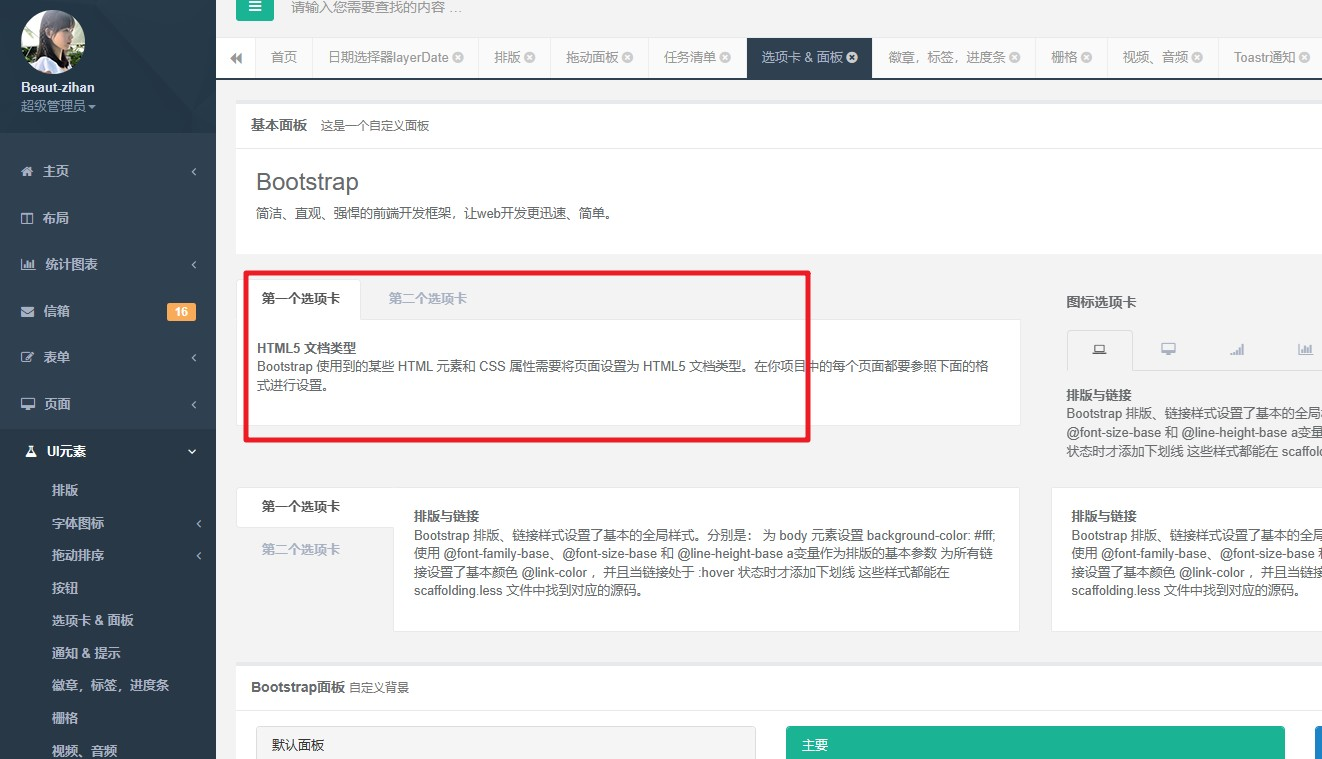 请输入您需要查找的内容 …
首页
日期选择器layerDate
排版
拖动面板
任务清单
选项卡 & 面板
徽章，标签，进度条
栅格
视频、音频
Toastr通知
Beaut-zihan
超级管理员
主页
布局
统计图表
信箱
16
表单
页面
UI元素
排版
字体图标
拖动排序
按钮
选项卡 & 面板
通知 & 提示
徽章，标签，进度条
栅格
视频、音频
基本面板 这是一个自定义面板
Bootstrap
简洁、直观、强悍的前端开发框架，让web开发更迅速、简单。
第一个选项卡
第二个选项卡
HTML5 文档类型
Bootstrap 使用到的某些 HTML 元素和 CSS 属性需要将页面设置为 HTML5 文档类型。在你项目中的每个页面都要参照下面的格
式进行设置。
图标选项卡
排版与链接
Bootstrap 排版、链接样式设置了基本的全局
@font-size-base 和 @line-height-base a变量
状态时才添加下划线 这些样式都能在 scaffold
第一个选项卡
第二个选项卡
排版与链接
Bootstrap 排版、链接样式设置了基本的全局样式。分别是： 为 body 元素设置 background-color: #fff;
使用 @font-family-base、@font-size-base 和 @line-height-base a变量作为排版的基本参数 为所有链
接设置了基本颜色 @link-color ，并且当链接处于 :hover 状态时才添加下划线 这些样式都能在
scaffolding.less 文件中找到对应的源码。
排版与链接
Bootstrap 排版、链接样式设置了基本的全局
使用 @font-family-base、@font-size-base 和
接设置了基本颜色 @link-color ，并且当链接
scaffolding.less 文件中找到对应的源码。
Bootstrap面板 自定义背景
默认面板
主要